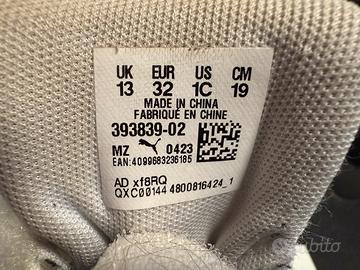 UK EUR US CM
13 32 1C 19
MADE IN CHINA
FABRIQUÉ EN CHINE
393839-02
MZ 0423
EAN:4099683236185
AD xf8RQ
QXC00144 4800816424_1
subito